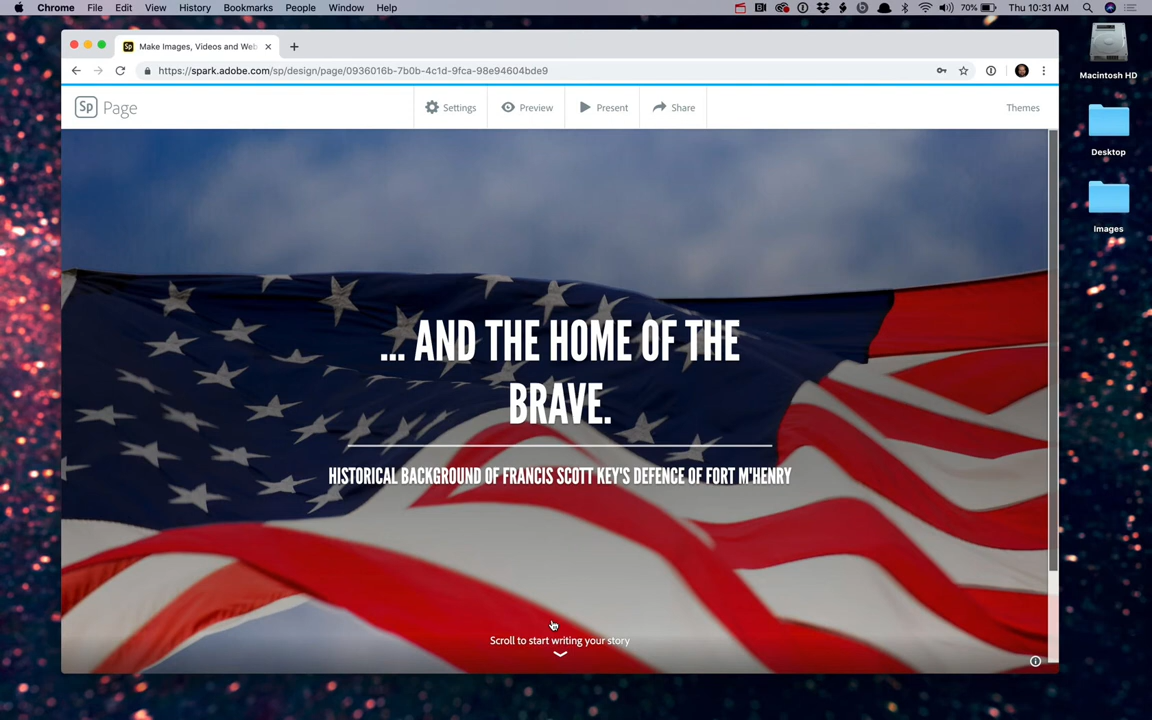 Chrome File Edit View History Bookmarks People Window Help 70% Thu 10:31 AM
Make Images, Videos and Web
https://spark.adobe.com/sp/design/page/0936016b-7b0b-4c1d-9fca-98e94604bde9
Sp Page Settings Preview Present Share Themes
... AND THE HOME OF THE
BRAVE.
HISTORICAL BACKGROUND OF FRANCIS SCOTT KEY'S DEFENCE OF FORT M'HENRY
Scroll to start writing your story
Macintosh HD
Desktop
Images